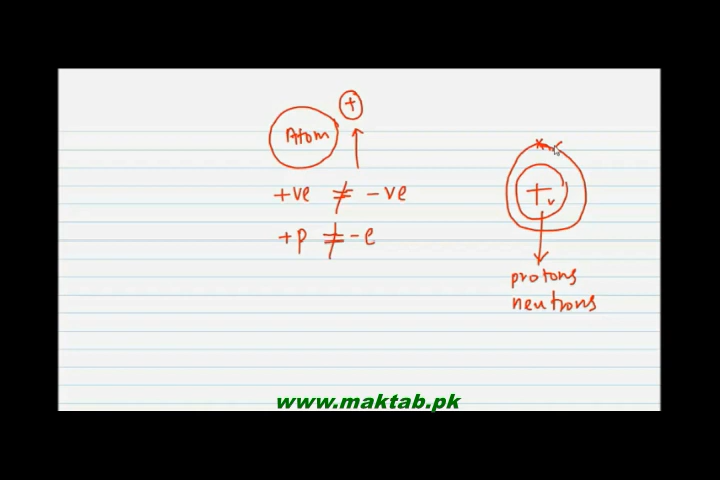 +
Atom
+ve ≠ -ve
+p ≠ -e
+
protons
neutrons
www.maktab.pk